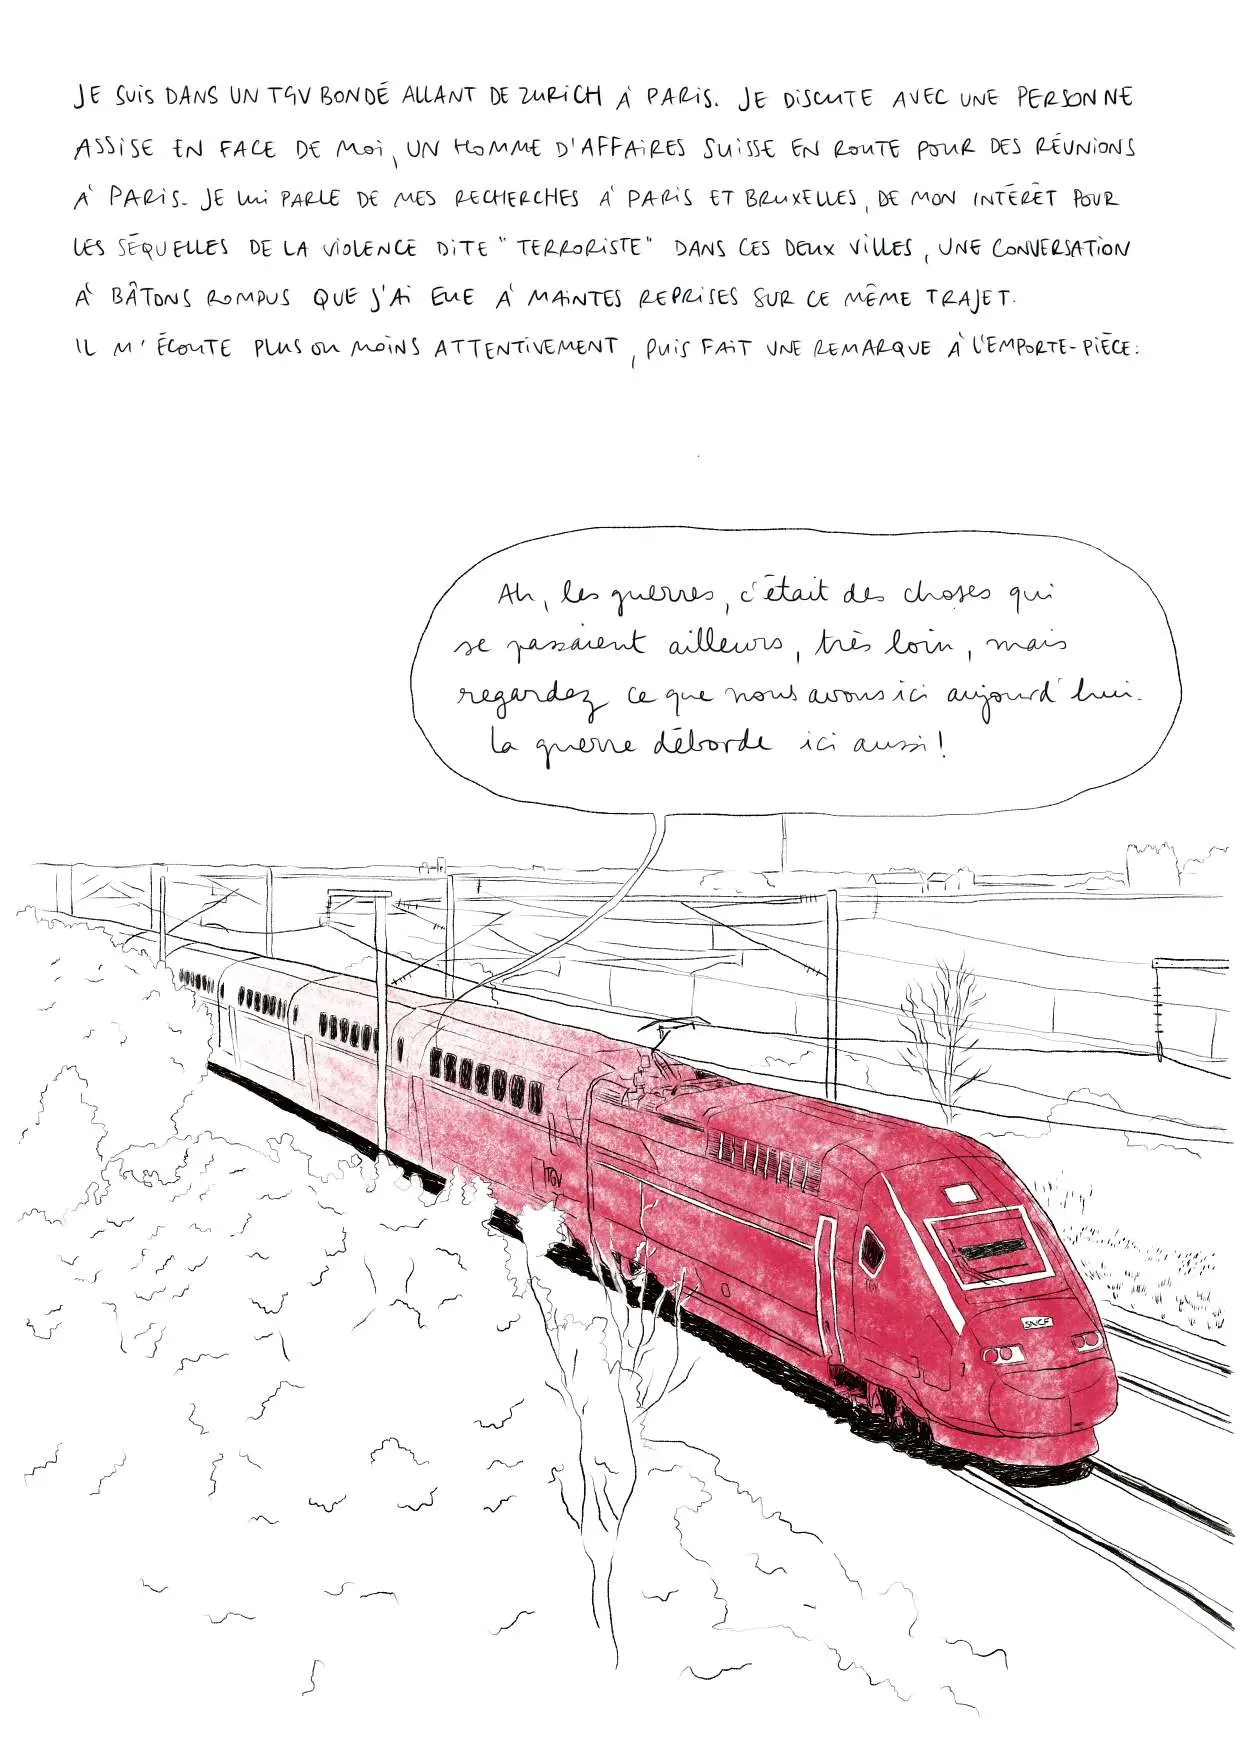 JE SUIS DANS UN TGV BONDÉ ALLANT DE ZURICH À PARIS. JE DISCUTE AVEC UNE PERSONNE
ASSISE EN FACE DE MOI, UN HOMME D'AFFAIRES SUISSE EN ROUTE POUR DES RÉUNIONS
À PARIS. JE LUI PARLE DE MES RECHERCHES À PARIS ET BRUXELLES, DE MON INTÉRÊT POUR
LES SÉQUELLES DE LA VIOLENCE DITE "TERRORISTE" DANS CES DEUX VILLES, UNE CONVERSATION
À BÂTONS ROMPUS QUE J'AI EUE À MAINTES REPRISES SUR CE MÊME TRAJET.
IL M'ÉCOUTE PLUS OU MOINS ATTENTIVEMENT, PUIS FAIT UNE REMARQUE À L'EMPORTE-PIÈCE:
Ah, les guerres, c'était des choses qui
se passaient ailleurs, très loin, mais
regardez ce que nous avons ici aujourd'hui.
La guerre déborde ici aussi!
TGV
SNCF